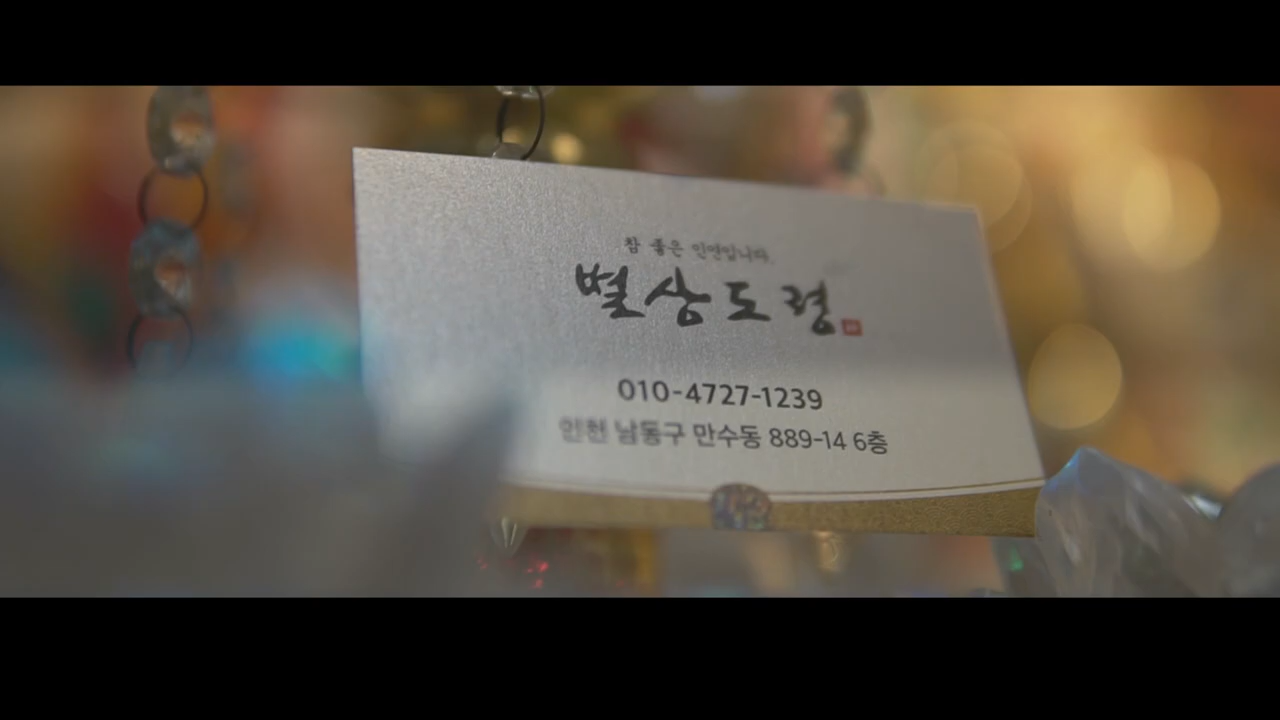 참 좋은 인연입니다.
별상도령
010-4727-1239
인천 남동구 만수동 889-14 6층